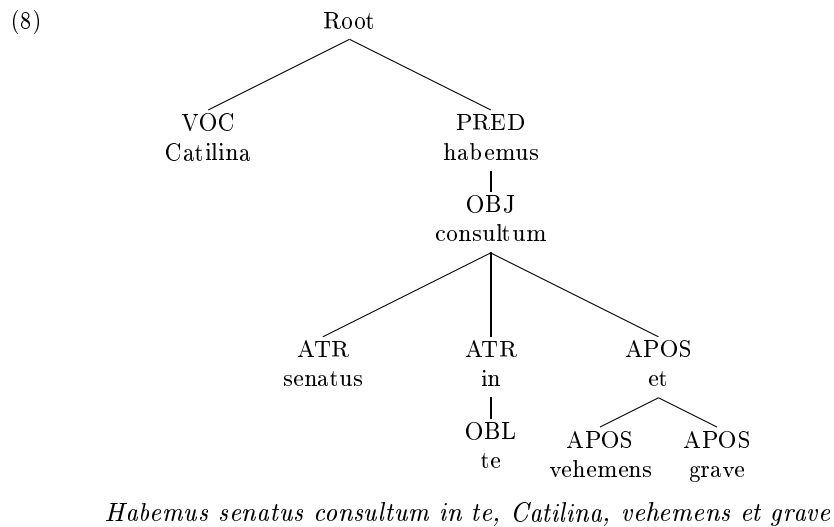 (8) Root
VOC PRED
Catilina habemus
OBJ
consultum
ATR ATR APOS
senatus in et
OBL APOS APOS
te vehemens grave
Habemus senatus consultum in te, Catilina, vehemens et grave